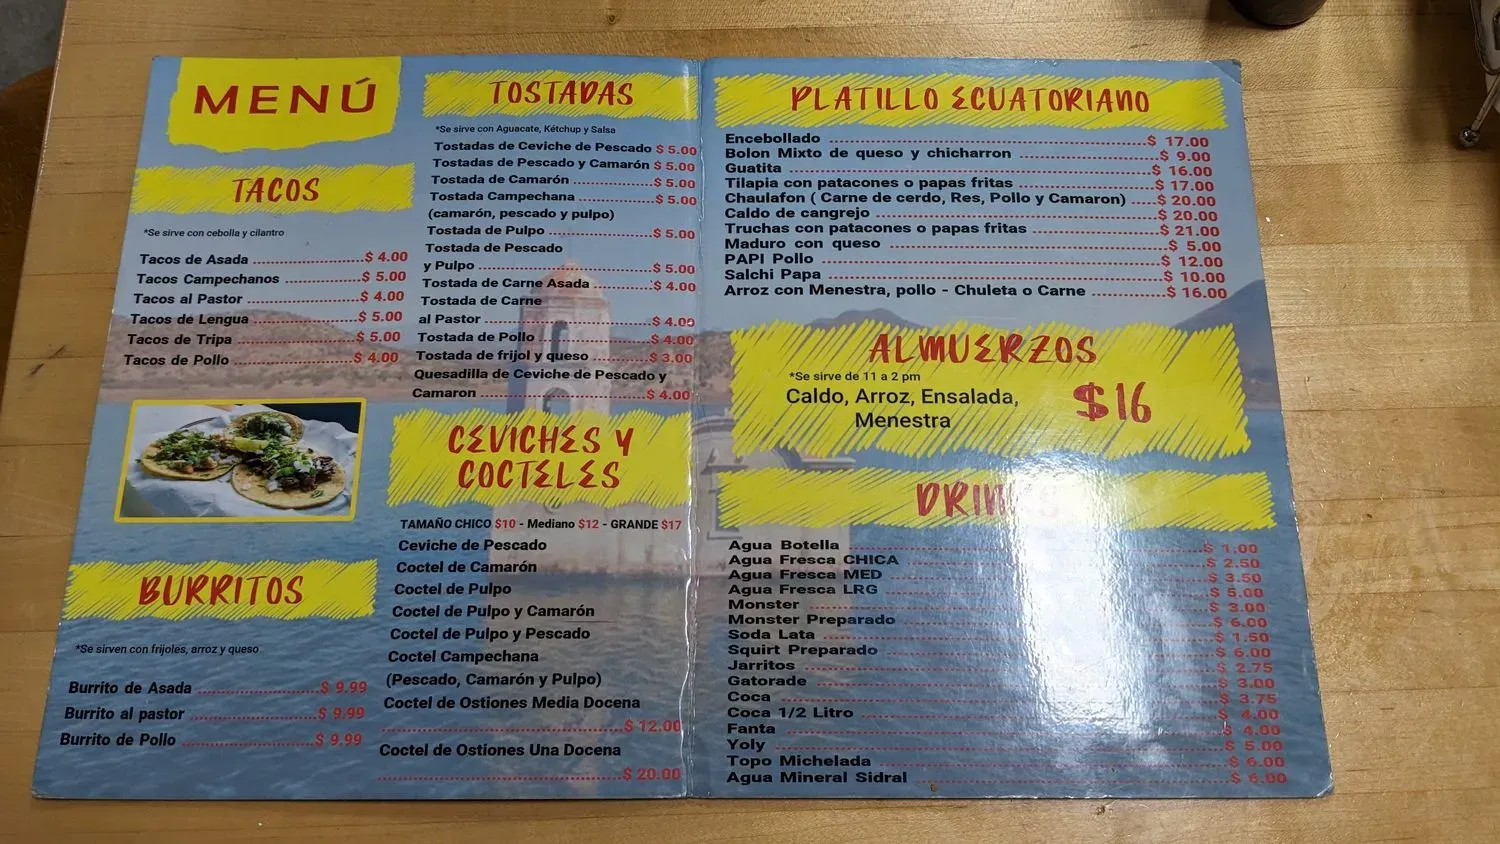 MENÚ
TACOS
*Se sirve con cebolla y cilantro
Tacos de Asada $ 4.00
Tacos Campechanos $ 5.00
Tacos al Pastor $ 4.00
Tacos de Lengua $ 5.00
Tacos de Tripa $ 5.00
Tacos de Pollo $ 4.00
BURRITOS
*Se sirven con frijoles, arroz y queso
Burrito de Asada $ 9.99
Burrito al pastor $ 9.99
Burrito de Pollo $ 9.99
TOSTADAS
*Se sirve con Aguacate, Kétchup y Salsa
Tostadas de Ceviche de Pescado $ 5.00
Tostadas de Pescado y Camarón $ 5.00
Tostada de Camarón $ 5.00
Tostada Campechana $ 5.00
(camarón, pescado y pulpo)
Tostada de Pulpo $ 5.00
Tostada de Pescado
y Pulpo $ 5.00
Tostada de Carne Asada $ 4.00
Tostada de Carne
al Pastor $ 4.00
Tostada de Pollo $ 4.00
Tostada de frijol y queso $ 3.00
Quesadilla de Ceviche de Pescado y
Camaron $ 4.00
CEVICHES Y
COCTELES
TAMAÑO CHICO $10 - Mediano $12 - GRANDE $17
Ceviche de Pescado
Coctel de Camarón
Coctel de Pulpo
Coctel de Pulpo y Camarón
Coctel de Pulpo y Pescado
Coctel Campechana
(Pescado, Camarón y Pulpo)
Coctel de Ostiones Media Docena
$ 12.00
Coctel de Ostiones Una Docena
$ 20.00
PLATILLO ECUATORIANO
Encebollado $ 17.00
Bolon Mixto de queso y chicharron $ 9.00
Guatita $ 16.00
Tilapia con patacones o papas fritas $ 17.00
Chaulafon ( Carne de cerdo, Res, Pollo y Camaron) $ 20.00
Caldo de cangrejo $ 20.00
Truchas con patacones o papas fritas $ 21.00
Maduro con queso $ 5.00
PAPI Pollo $ 12.00
Salchi Papa $ 10.00
Arroz con Menestra, pollo - Chuleta o Carne $ 16.00
ALMUERZOS
*Se sirve de 11 a 2 pm
Caldo, Arroz, Ensalada,
Menestra
$16
DRINKS
Agua Botella $ 1.00
Agua Fresca CHICA $ 2.50
Agua Fresca MED $ 3.50
Agua Fresca LRG $ 5.00
Monster $ 3.00
Monster Preparado $ 6.00
Soda Lata $ 1.50
Squirt Preparado $ 6.00
Jarritos $ 2.75
Gatorade $ 3.00
Coca $ 3.75
Coca 1/2 Litro $ 4.00
Fanta $ 4.00
Yoly $ 5.00
Topo Michelada $ 6.00
Agua Mineral Sidral $ 6.00